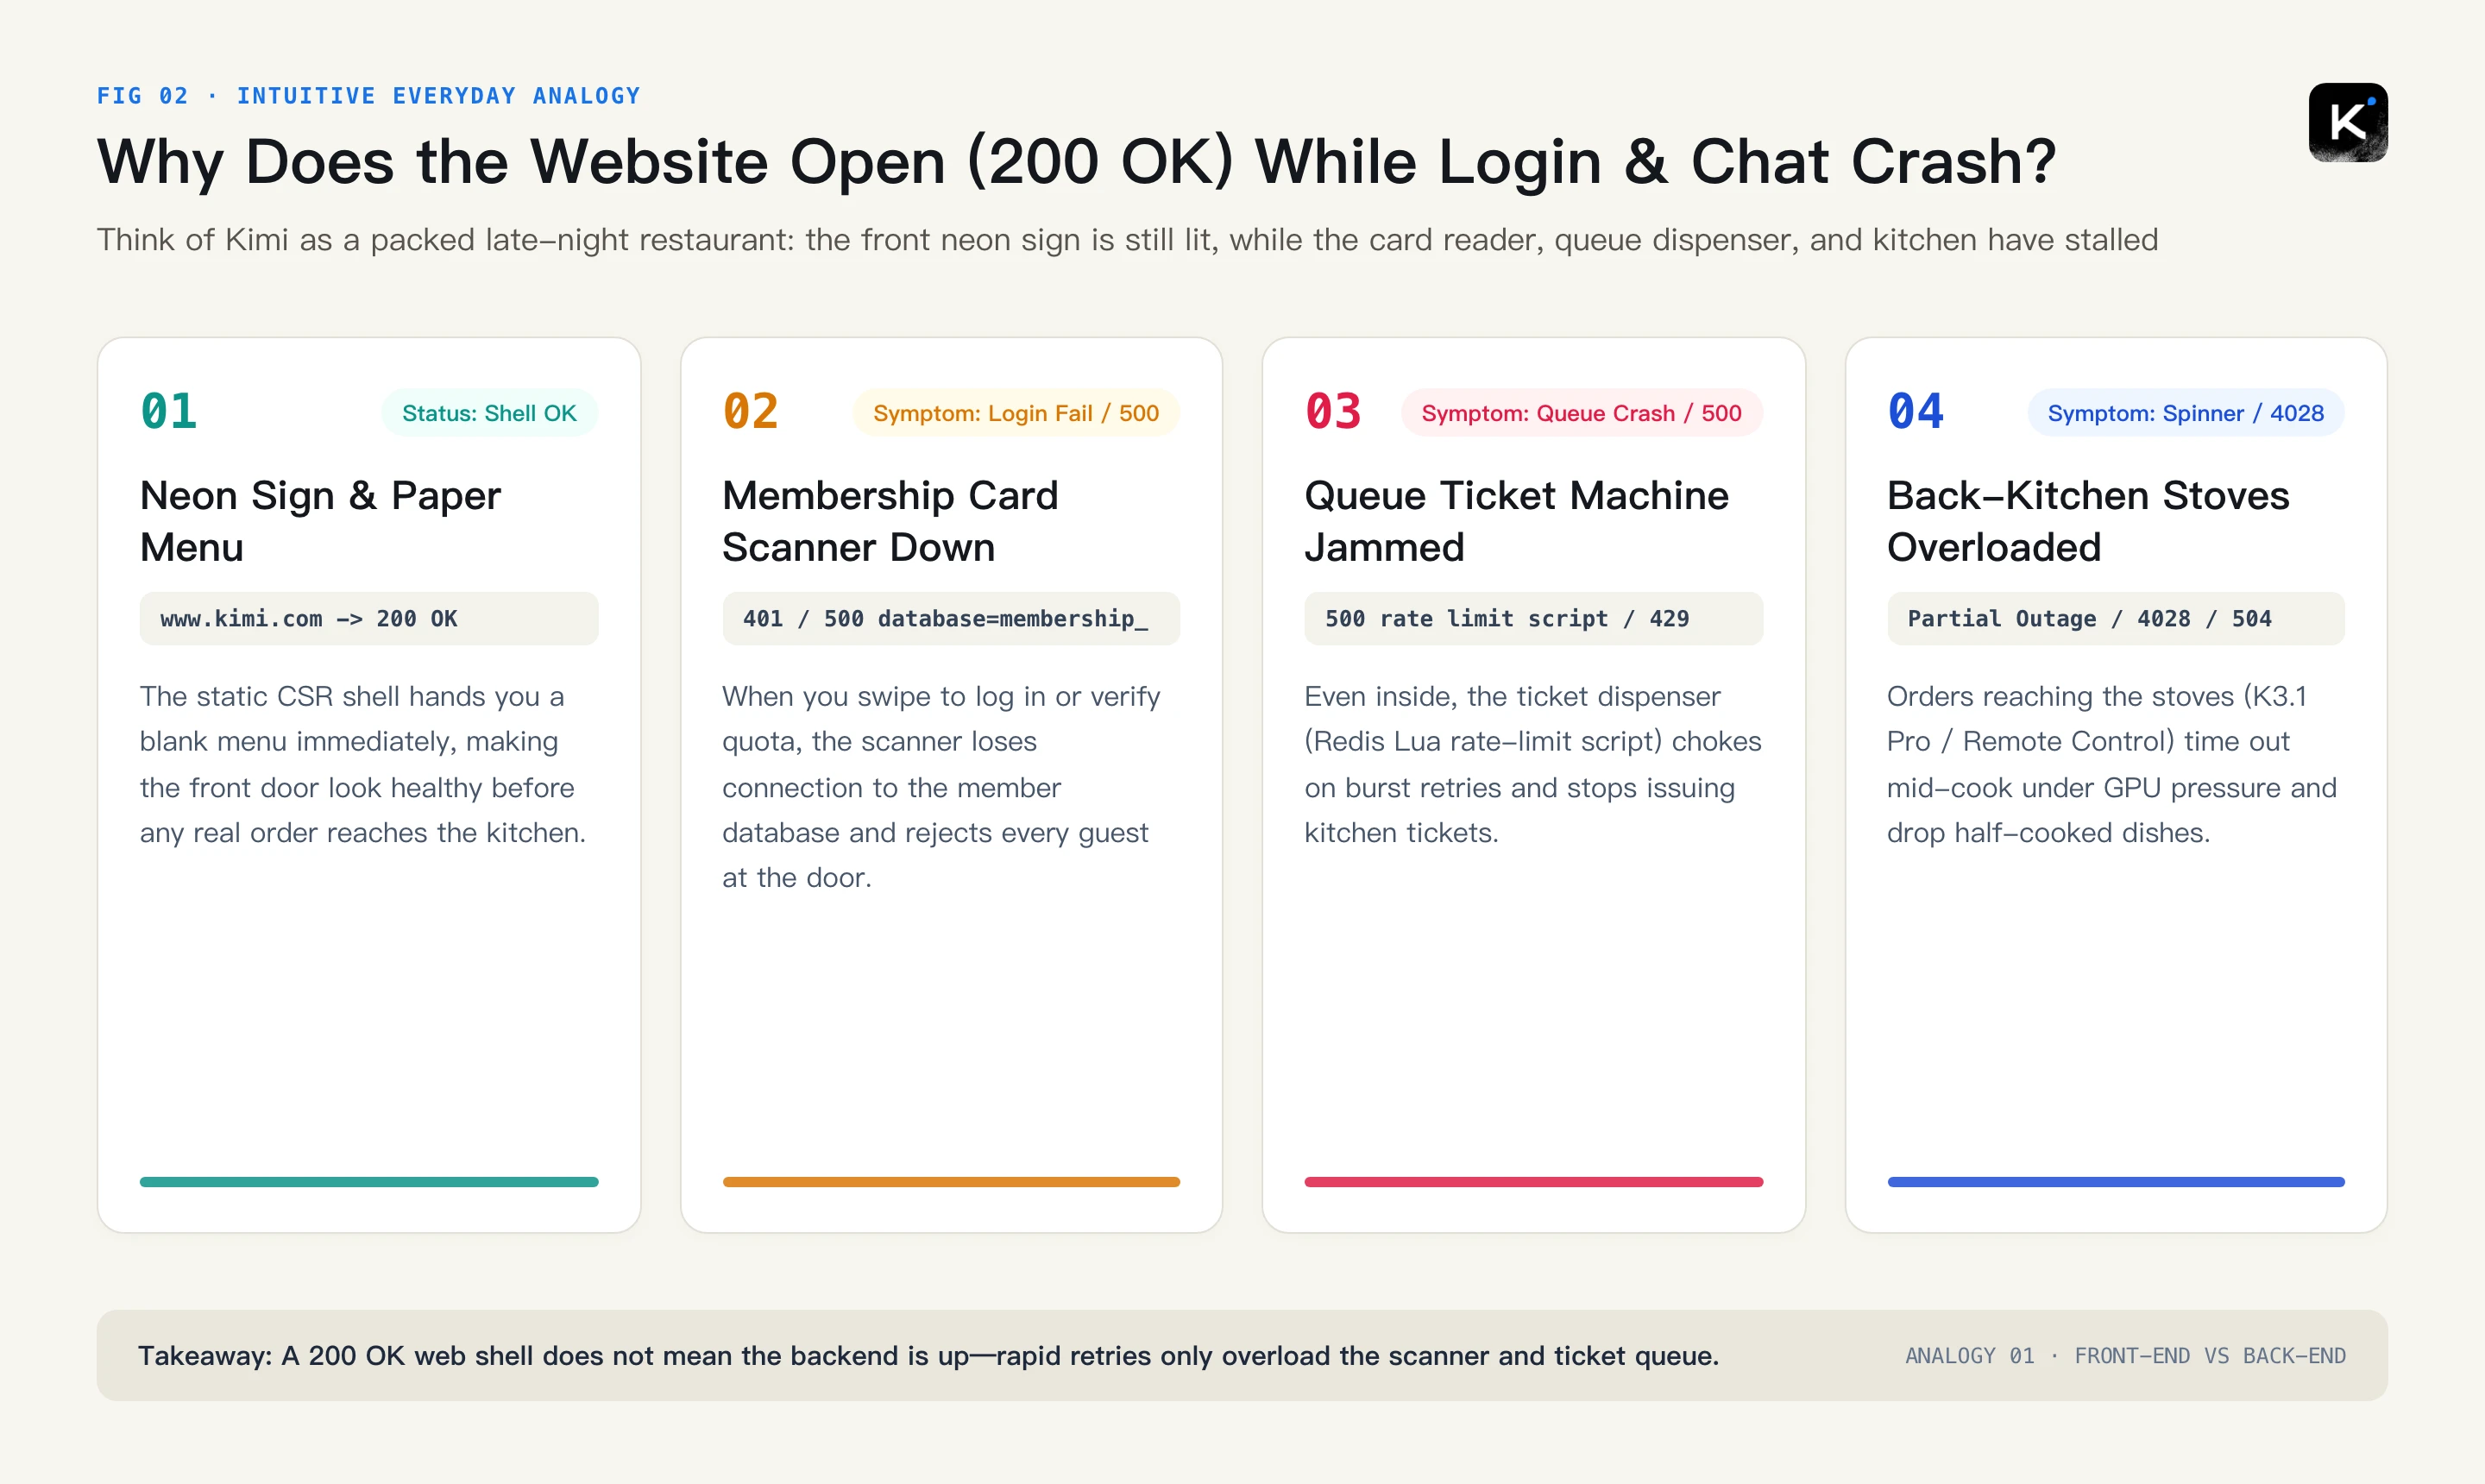 FIG 02 · INTUITIVE EVERYDAY ANALOGY
Why Does the Website Open (200 OK) While Login & Chat Crash?
K
Think of Kimi as a packed late–night restaurant: the front neon sign is still lit, while the card reader, queue dispenser, and kitchen have stalled
01
Status: Shell OK
Neon Sign & Paper
Menu
www.kimi.com –> 200 OK
The static CSR shell hands you a
blank menu immediately, making
the front door look healthy before
any real order reaches the kitchen.
02
Symptom: Login Fail / 500
Membership Card
Scanner Down
401 / 500 database=membership_
When you swipe to log in or verify
quota, the scanner loses
connection to the member
database and rejects every guest
at the door.
03
Symptom: Queue Crash / 500
Queue Ticket Machine
Jammed
500 rate limit script / 429
Even inside, the ticket dispenser
(Redis Lua rate–limit script) chokes
on burst retries and stops issuing
kitchen tickets.
04
Symptom: Spinner / 4028
Back–Kitchen Stoves
Overloaded
Partial Outage / 4028 / 504
Orders reaching the stoves (K3.1
Pro / Remote Control) time out
mid–cook under GPU pressure and
drop half–cooked dishes.
Takeaway: A 200 OK web shell does not mean the backend is up—rapid retries only overload the scanner and ticket queue.
ANALOGY 01 · FRONT–END VS BACK–END